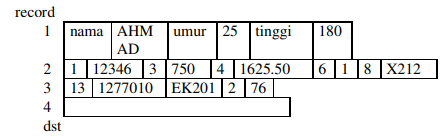 record
1 nama AHM umur 25 tinggi 180
AD
2 1 12346 3 750 4 1625.50 6 1 8 X212
3 13 1277010 EK201 2 76
4
dst